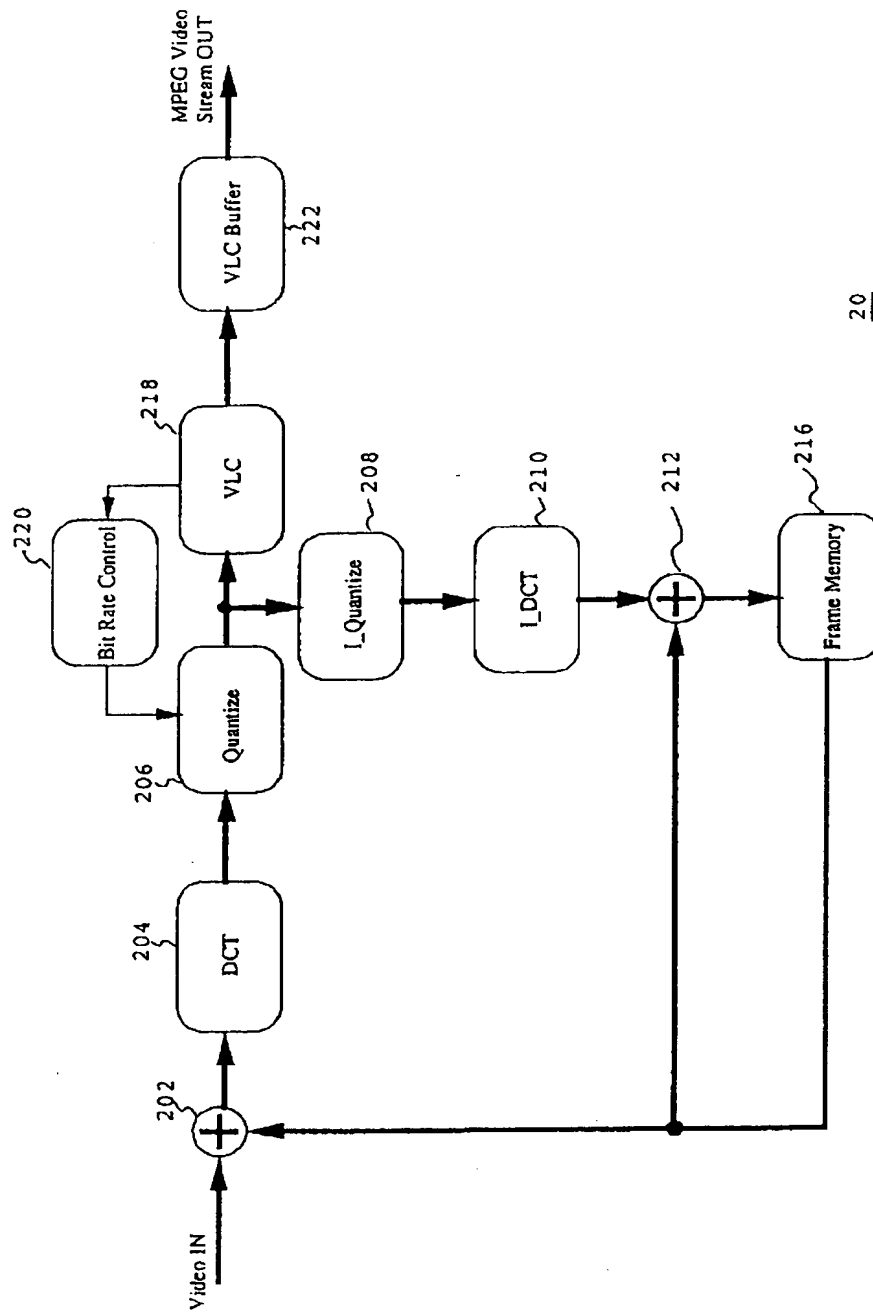 Video IN
202
204
DCT
206
Quantize
220
Bit Rate Control
218
VLC
VLC Buffer
222
MPEG Video
Stream OUT
208
I_Quantize
210
I_DCT
212
216
Frame Memory
20